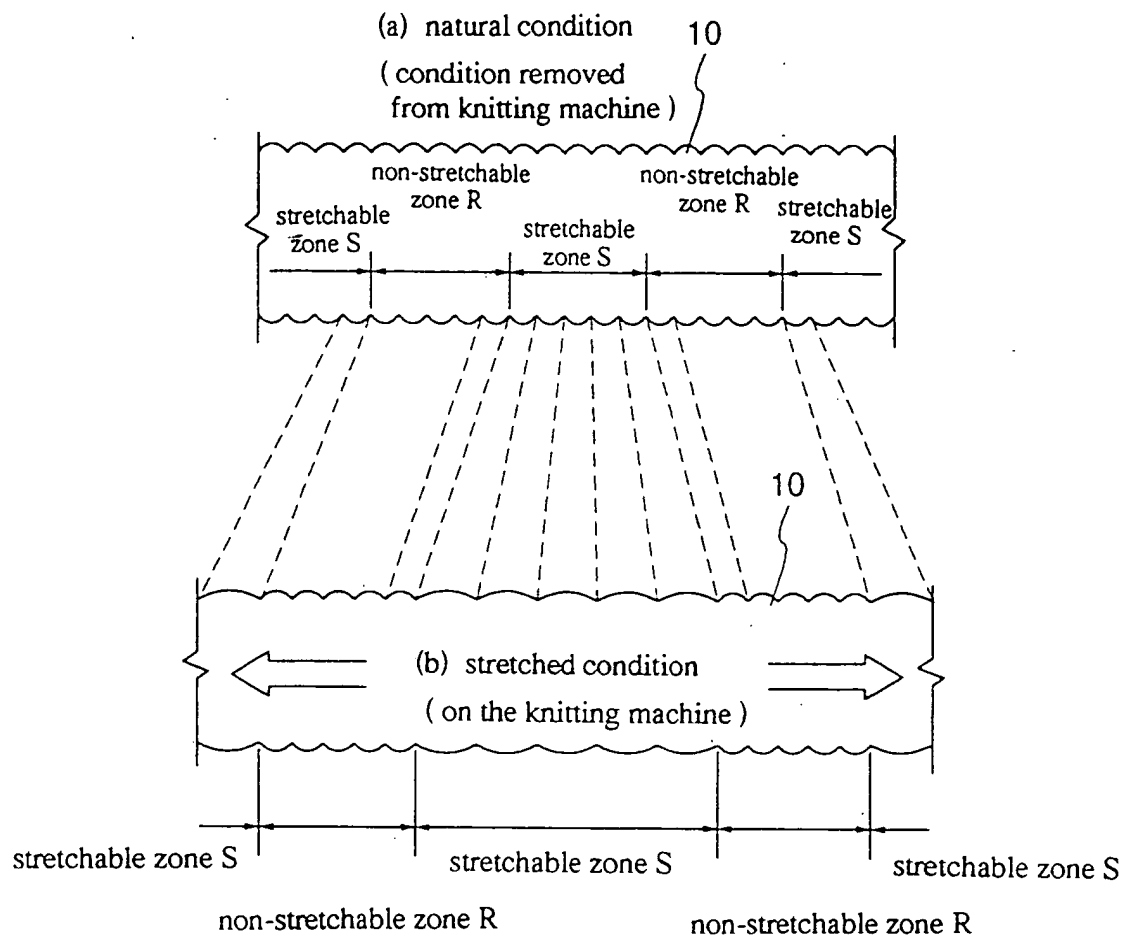 (a) natural condition
10
( condition removed
from knitting machine )
non-stretchable
zone R
non-stretchable
zone R
stretchable
zone S
stretchable
zone S
stretchable
zone S
10
(b) stretched condition
( on the knitting machine )
stretchable zone S
stretchable zone S
stretchable zone S
non-stretchable zone R
non-stretchable zone R